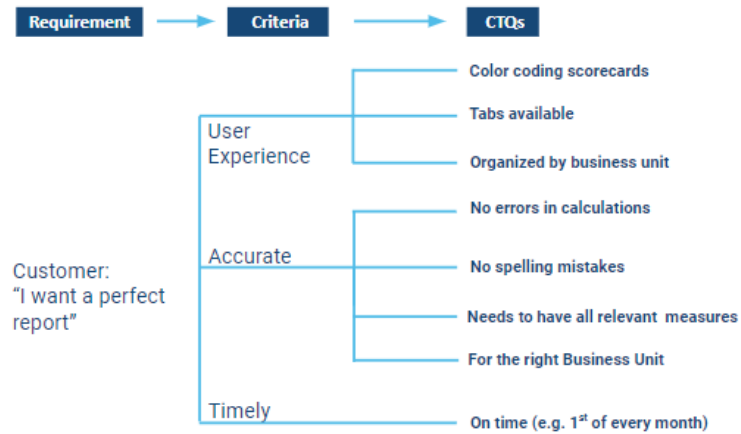 Requirement
Criteria
CTQs
Color coding scorecards
Tabs available
User
Experience
Organized by business unit
No errors in calculations
Accurate
No spelling mistakes
Customer:
“I want a perfect
report”
Needs to have all relevant measures
For the right Business Unit
Timely
On time (e.g. 1st of every month)